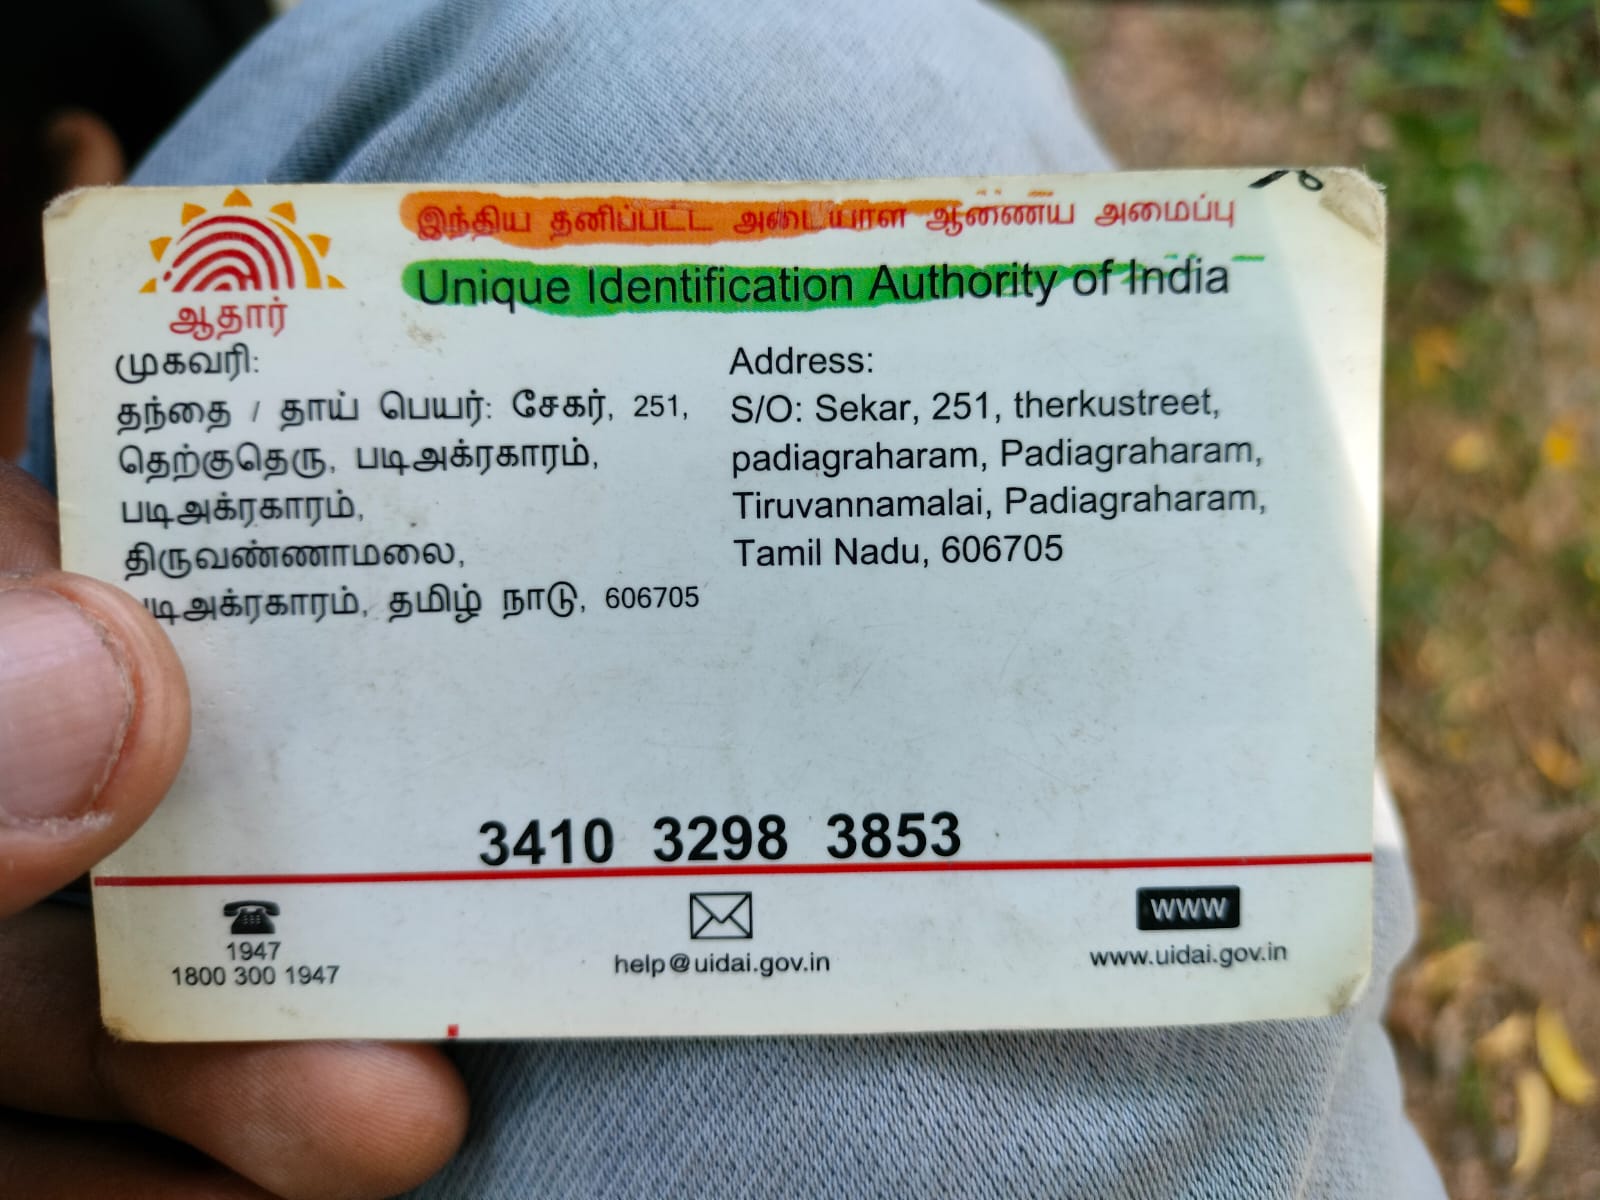 இந்திய தனிப்பட்ட அடையாள ஆணைய அமைப்பு
Unique Identification Authority of India
ஆதார்
முகவரி:
தந்தை / தாய் பெயர்: சேகர், 251,
தெற்குதெரு, படிஅக்ரகாரம்,
படிஅக்ரகாரம்,
திருவண்ணாமலை,
படிஅக்ரகாரம், தமிழ் நாடு, 606705
Address:
S/O: Sekar, 251, therkustreet,
padiagraharam, Padiagraharam,
Tiruvannamalai, Padiagraharam,
Tamil Nadu, 606705
3410 3298 3853
1947
1800 300 1947
help@uidai.gov.in
www
www.uidai.gov.in